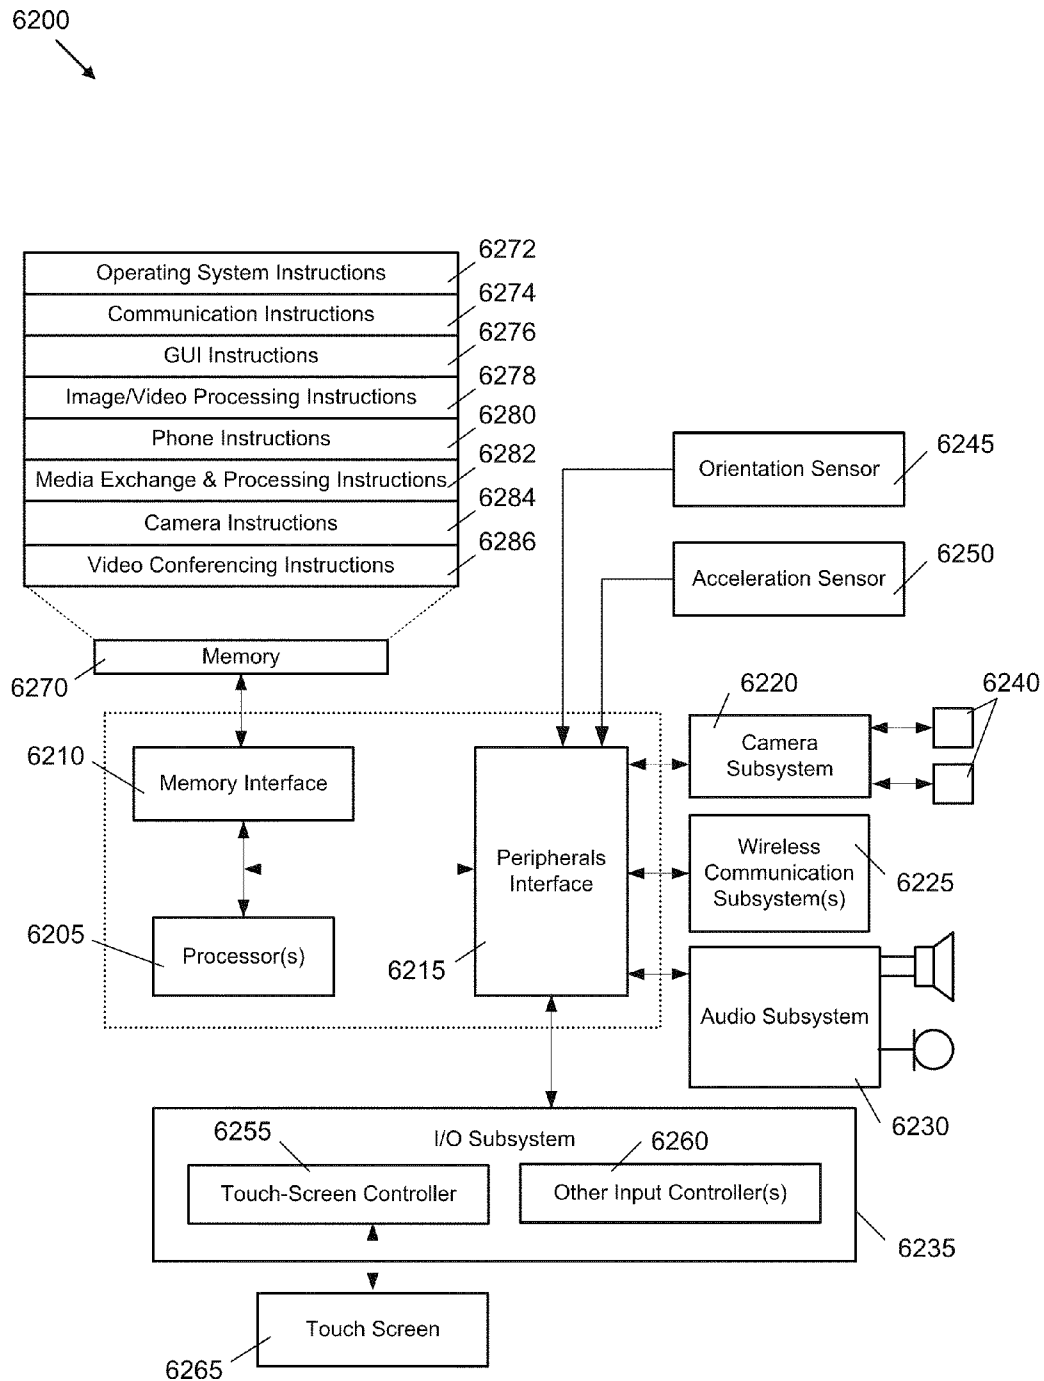 6200
Operating System Instructions
6272
Communication Instructions
6274
GUI Instructions
6276
Image/Video Processing Instructions
6278
Phone Instructions
6280
Media Exchange & Processing Instructions
6282
Camera Instructions
6284
Video Conferencing Instructions
6286
Orientation Sensor
6245
Acceleration Sensor
6250
Memory
6270
6220
6240
6210
Memory Interface
Camera
Subsystem
Peripherals
Interface
Wireless
Communication
Subsystem(s)
6225
6205
Processor(s)
6215
Audio Subsystem
6230
6255
I/O Subsystem
6260
Touch-Screen Controller
Other Input Controller(s)
6235
Touch Screen
6265